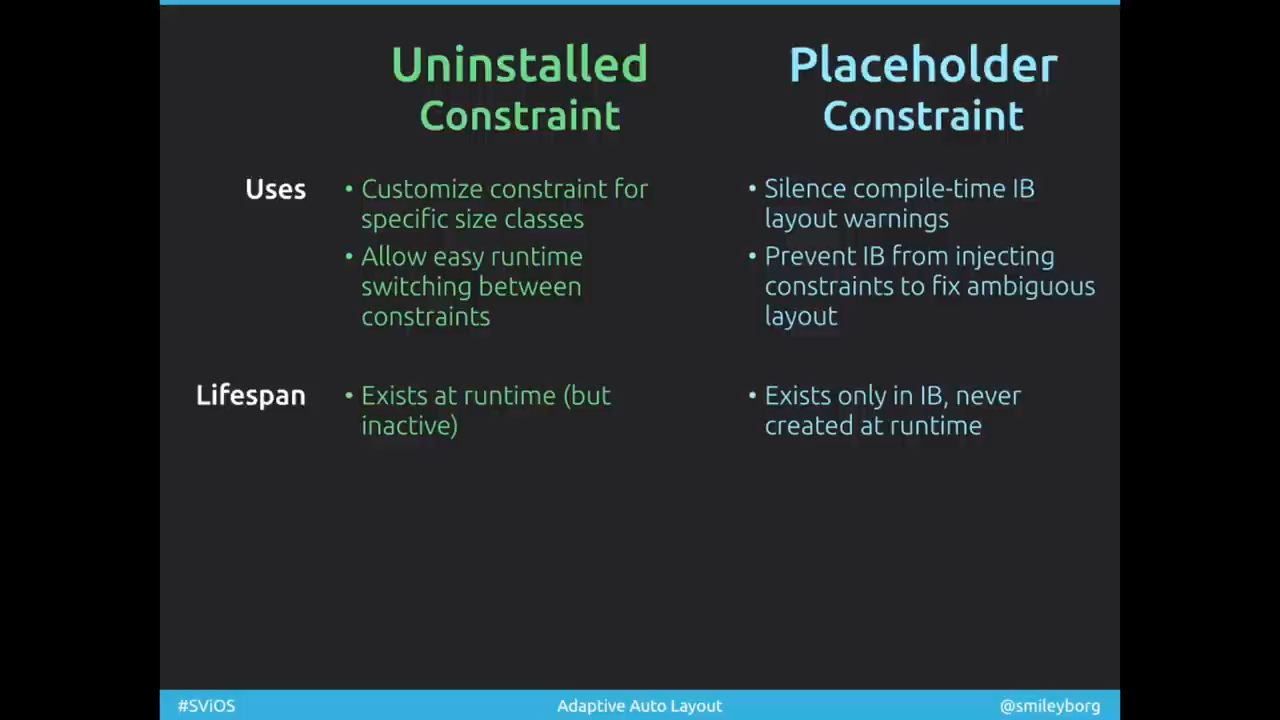 Uninstalled
Constraint
Placeholder
Constraint
Uses
• Customize constraint for
specific size classes
• Allow easy runtime
switching between
constraints
• Silence compile-time IB
layout warnings
• Prevent IB from injecting
constraints to fix ambiguous
layout
Lifespan
• Exists at runtime (but
inactive)
• Exists only in IB, never
created at runtime
#SViOS
Adaptive Auto Layout
@smileyborg